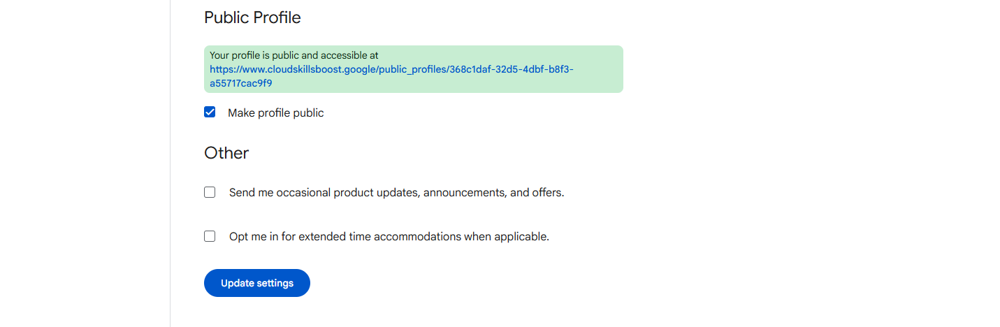 Public Profile
Your profile is public and accessible at
https://www.cloudskillsboost.google/public_profiles/368c1daf-32d5-4dbf-b8f3-
a55717cac9f9
Make profile public
Other
Send me occasional product updates, announcements, and offers.
Opt me in for extended time accommodations when applicable.
Update settings